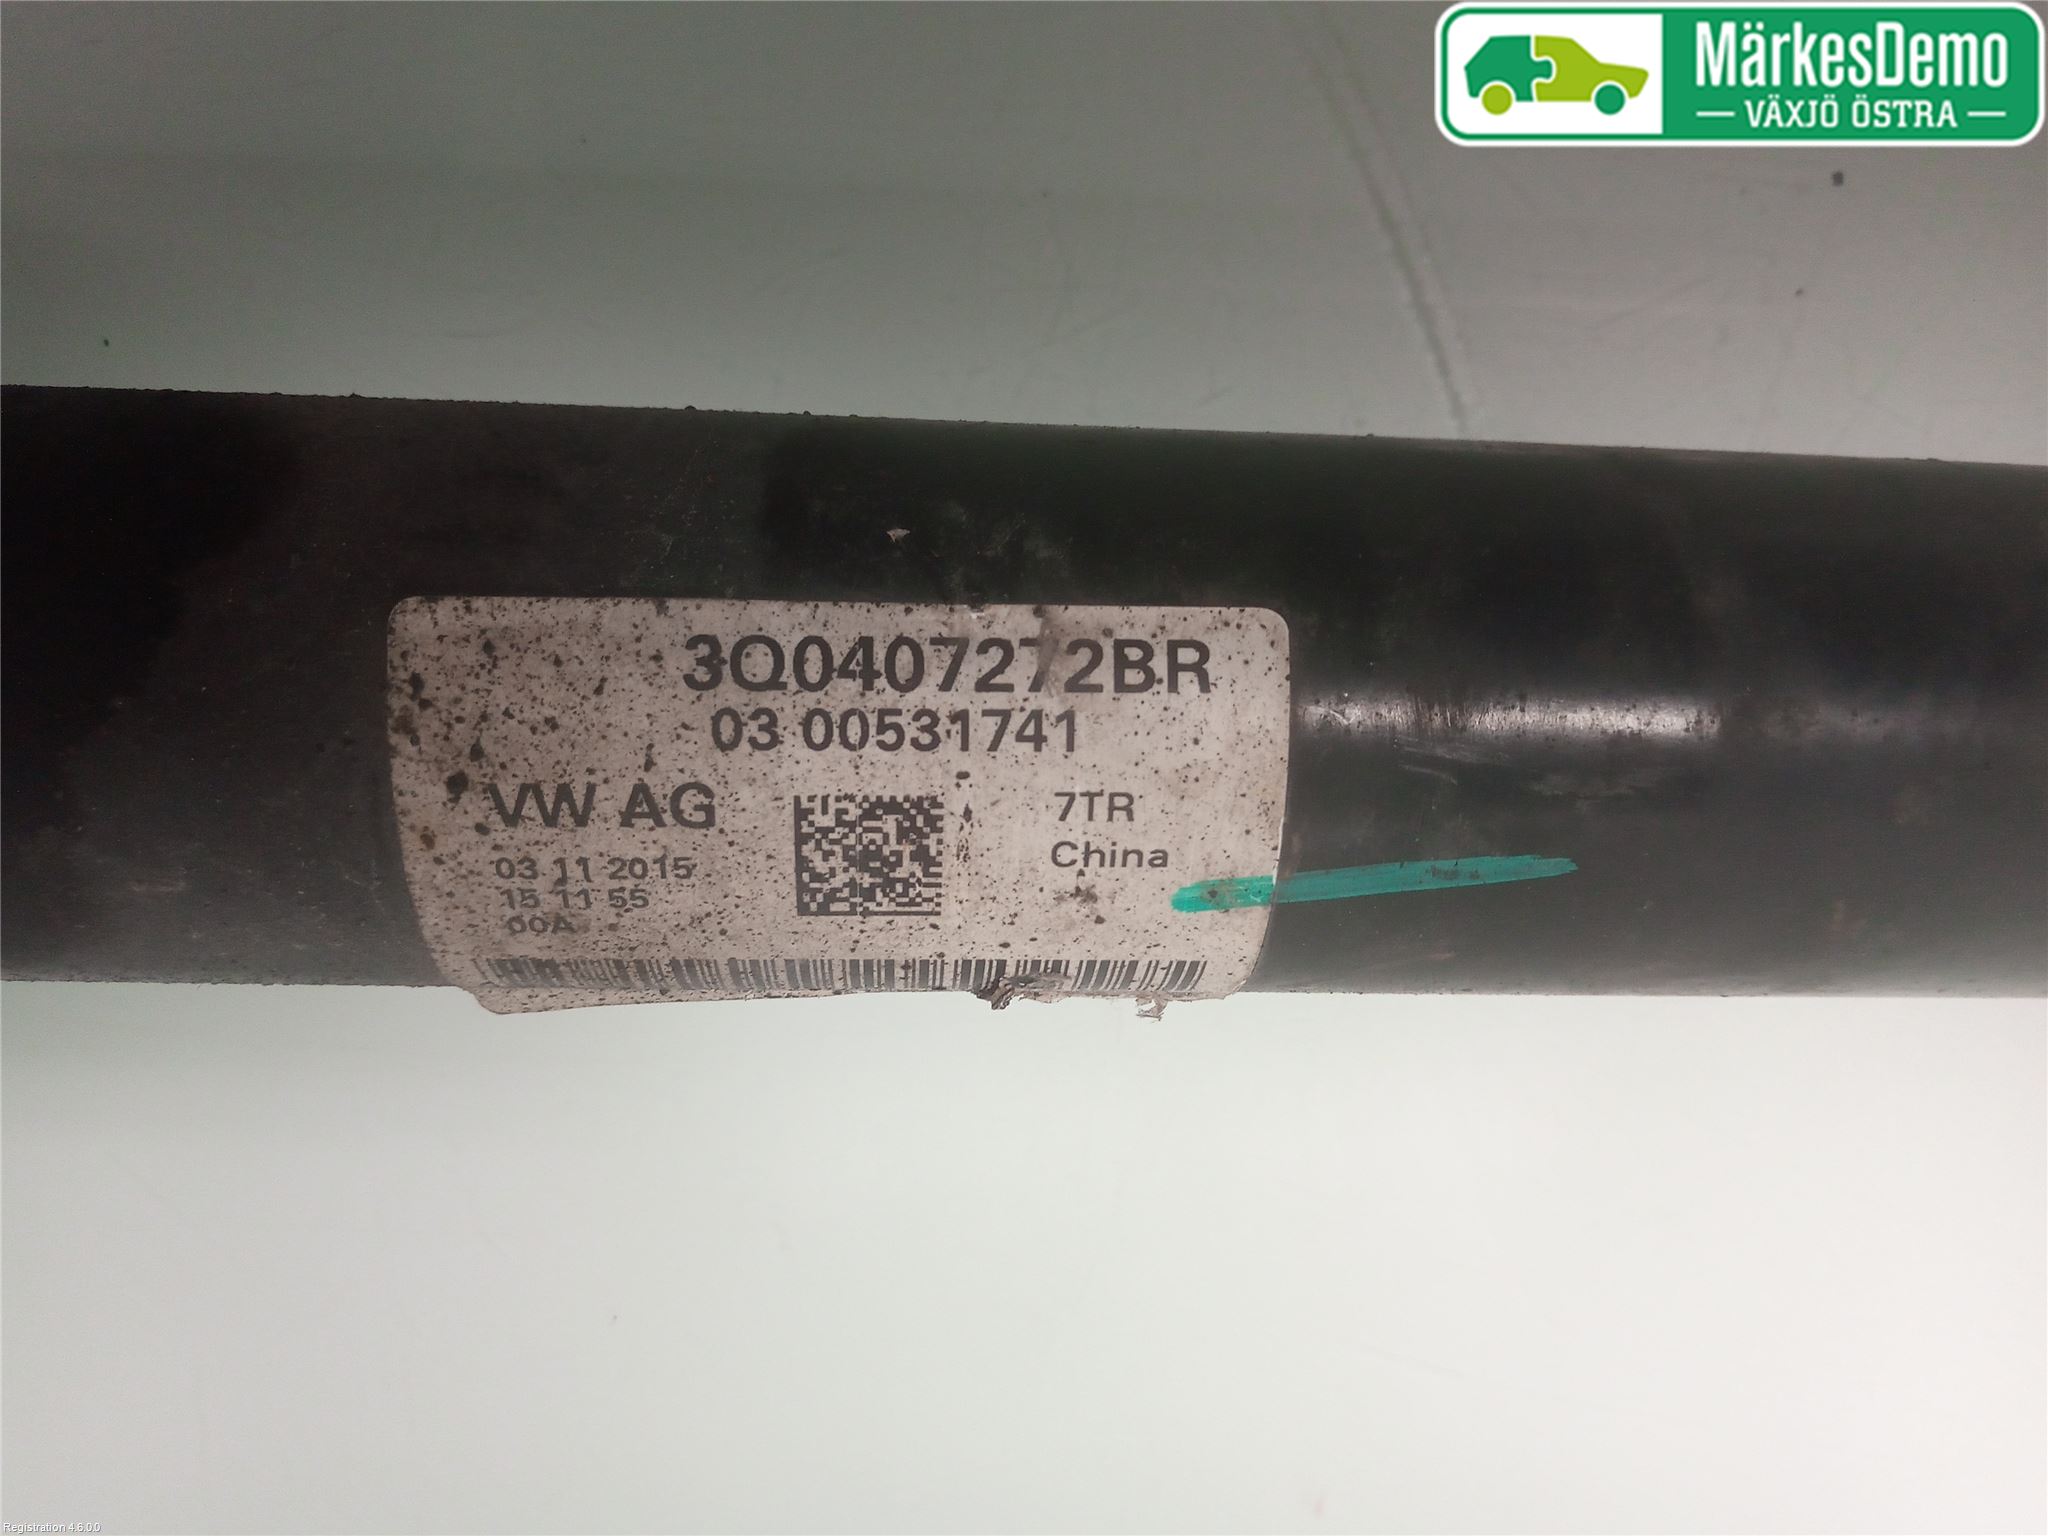 MärkesDemo
— VÄXJÖ ÖSTRA —
3Q0407272BR
03 00531741
VW AG
7TR
China
03 11 2015
15 11 55
00A
Registration 4.6.0.0